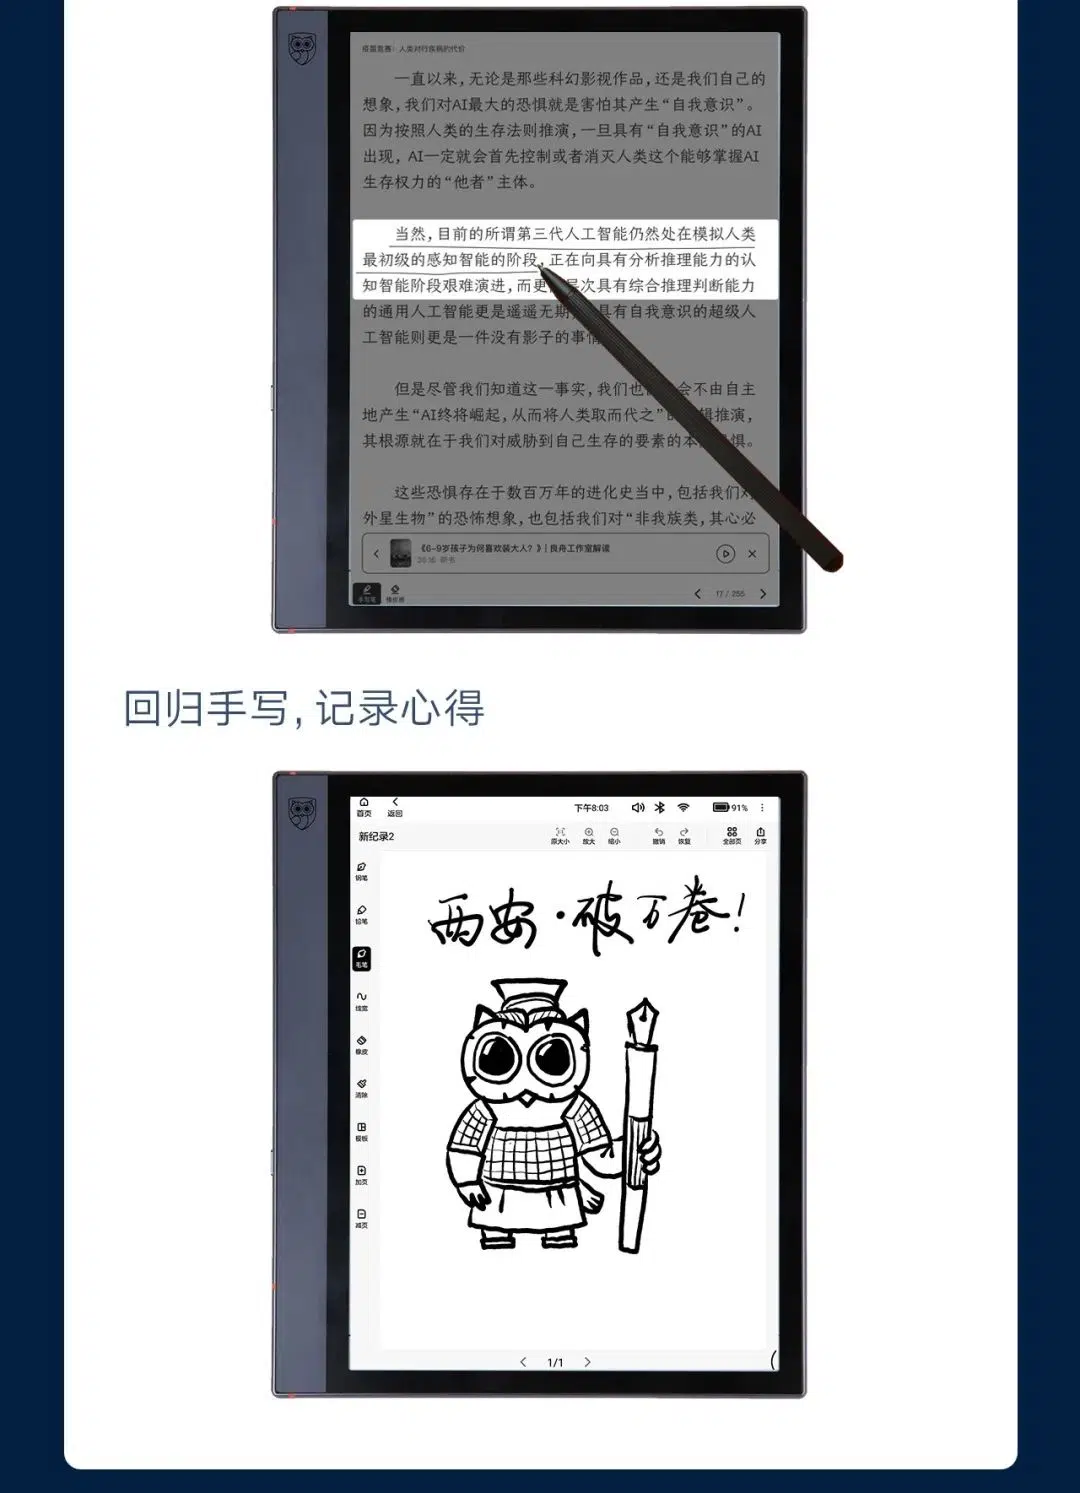 疫苗竞赛：人类对疗疾病的代价
一直以来，无论是那些科幻影视作品，还是我们自己的
想象，我们对AI最大的恐惧就是害怕其产生“自我意识”。
因为按照人类的生存法则推演，一旦具有“自我意识”的AI
出现，AI一定就会首先控制或者消灭人类这个能够掌握AI
生存权力的“他者”主体。
当然，目前的所谓第三代人工智能仍然处在模拟人类
最初级的感知智能的阶段，正在向具有分析推理能力的认
知智能阶段艰难演进，而更 层次具有综合推理判断能力
的通用人工智能更是遥遥无期 具有自我意识的超级人
工智能则更是一件没有影子的事情
但是尽管我们知道这一事实，我们也 会不由自主
地产生“AI终将崛起，从而将人类取而代之”的 辑推演，
其根源就在于我们对威胁到自己生存的要素的本 惧。
这些恐惧存在于数百万年的进化史当中，包括我们对
外星生物”的恐怖想象，也包括我们对“非我族类，其心必
《6-9岁孩子为何喜欢装大人？》| 良舟工作室解读
手写笔 橡皮擦 17 / 255
回归手写，记录心得
首页 返回 下午8:03 91%
新纪录2 原大小 放大 缩小 撤销 恢复 全部页 分享
钢笔
铅笔
毛笔
线宽
橡皮
清除
模板
加页
减页
西安·破万卷！
1/1